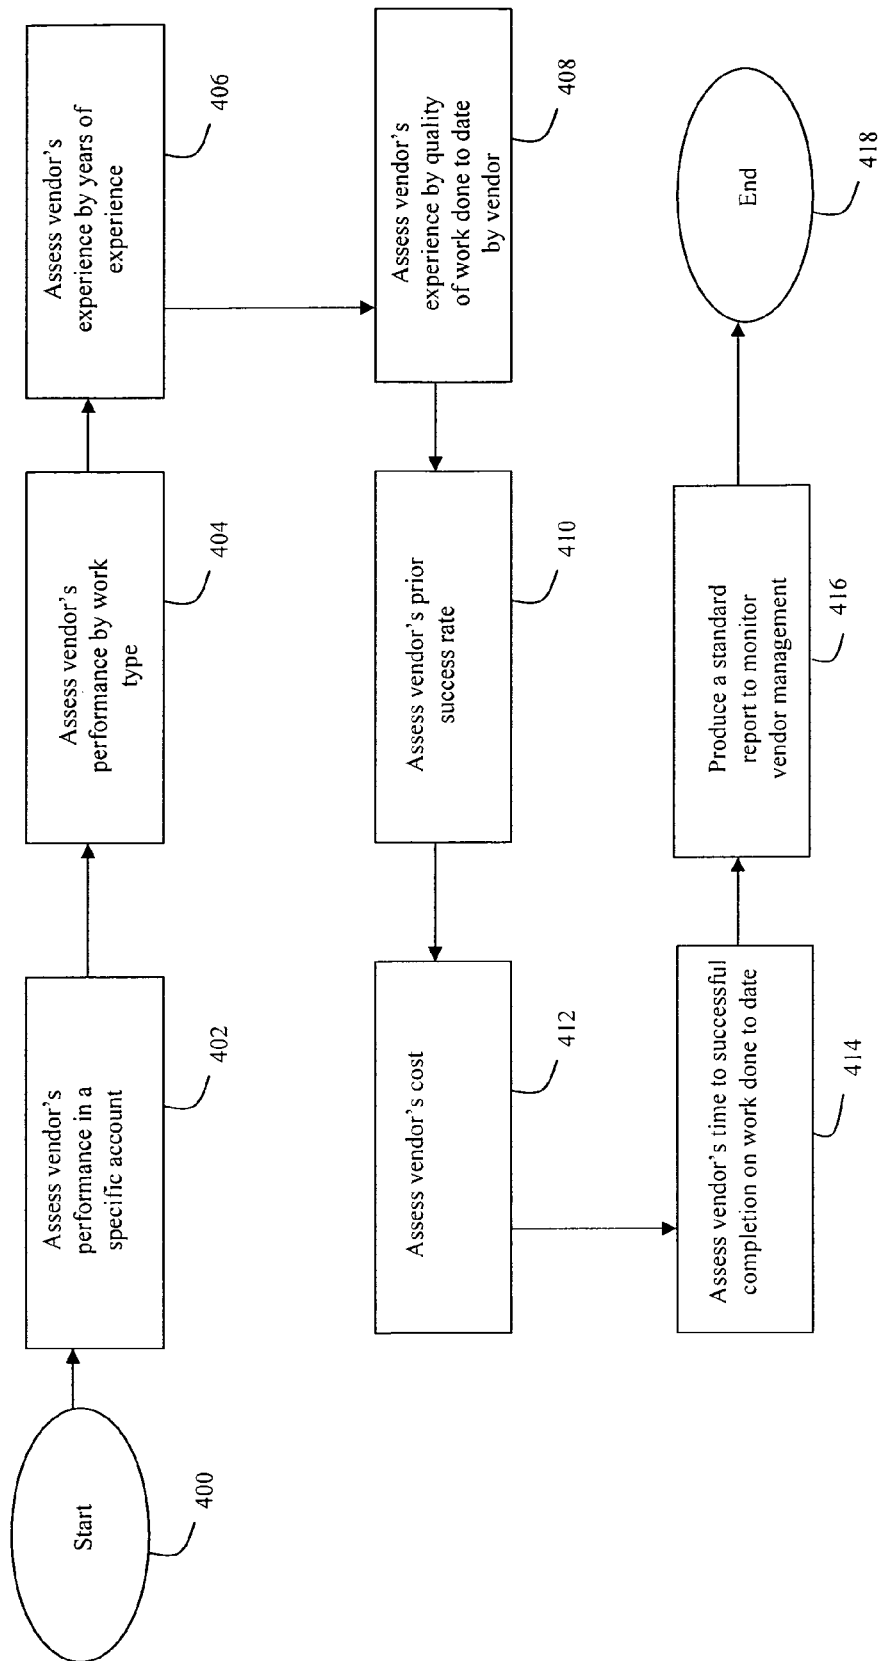 Start
400
Assess vendor's
performance in a
specific account
402
Assess vendor's
performance by work
type
404
Assess vendor's
experience by years of
experience
406
Assess vendor's
experience by quality
of work done to date
by vendor
408
Assess vendor's prior
success rate
410
Assess vendor's cost
412
Assess vendor's time to successful
completion on work done to date
414
Produce a standard
report to monitor
vendor management
416
End
418